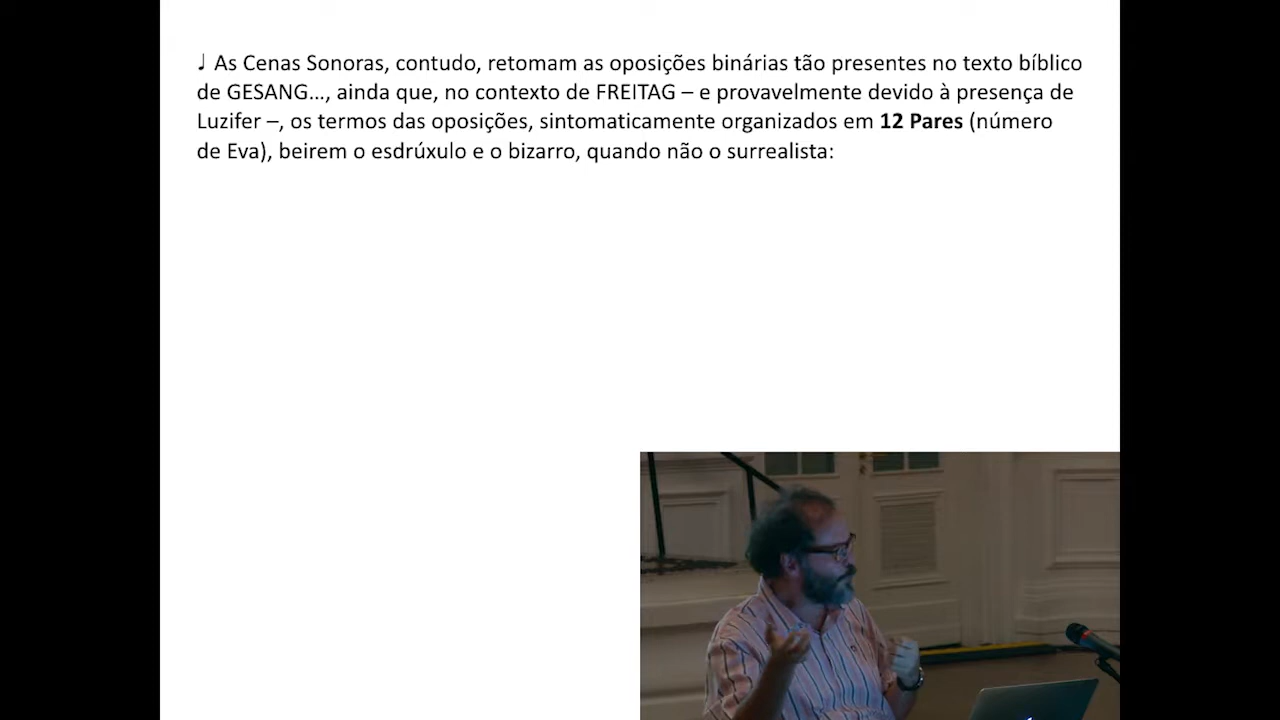 ♩ As Cenas Sonoras, contudo, retomam as oposições binárias tão presentes no texto bíblico
de GESANG..., ainda que, no contexto de FREITAG – e provavelmente devido à presença de
Luzifer –, os termos das oposições, sintomaticamente organizados em 12 Pares (número
de Eva), beirem o esdrúxulo e o bizarro, quando não o surrealista: